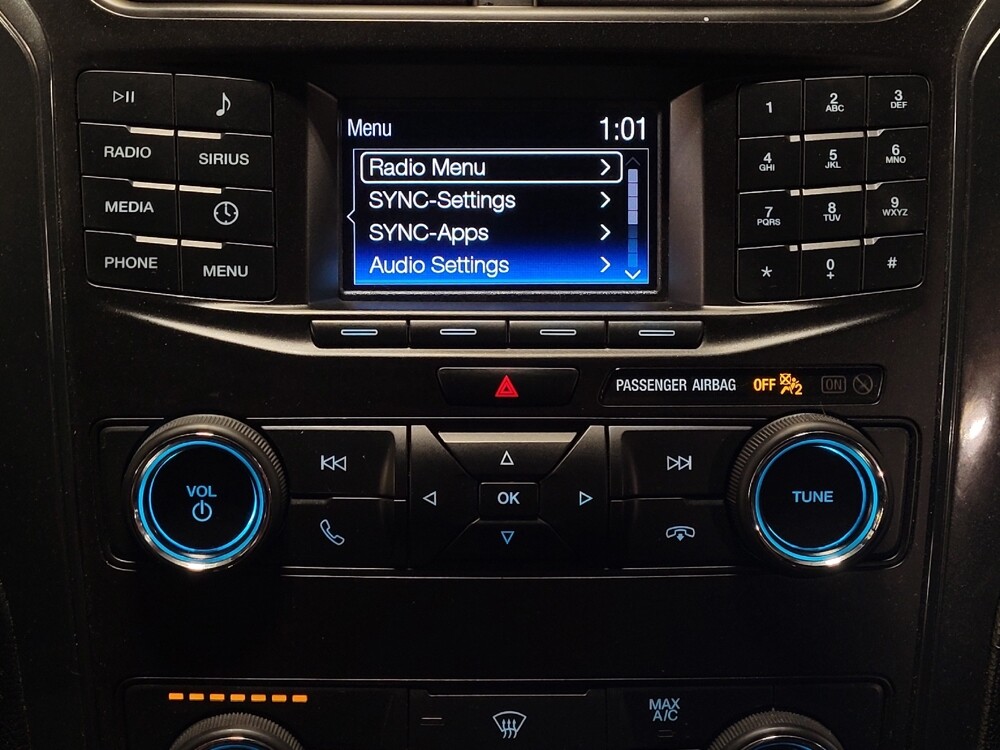 Menu 1:01
Radio Menu
SYNC-Settings
SYNC-Apps
Audio Settings
RADIO
SIRIUS
MEDIA
PHONE
MENU
1
2
ABC
3
DEF
4
GHI
5
JKL
6
MNO
7
PQRS
8
TUV
9
WXYZ
*
0
+
#
PASSENGER AIRBAG OFF 2 ON
VOL
OK
TUNE
MAX
A/C